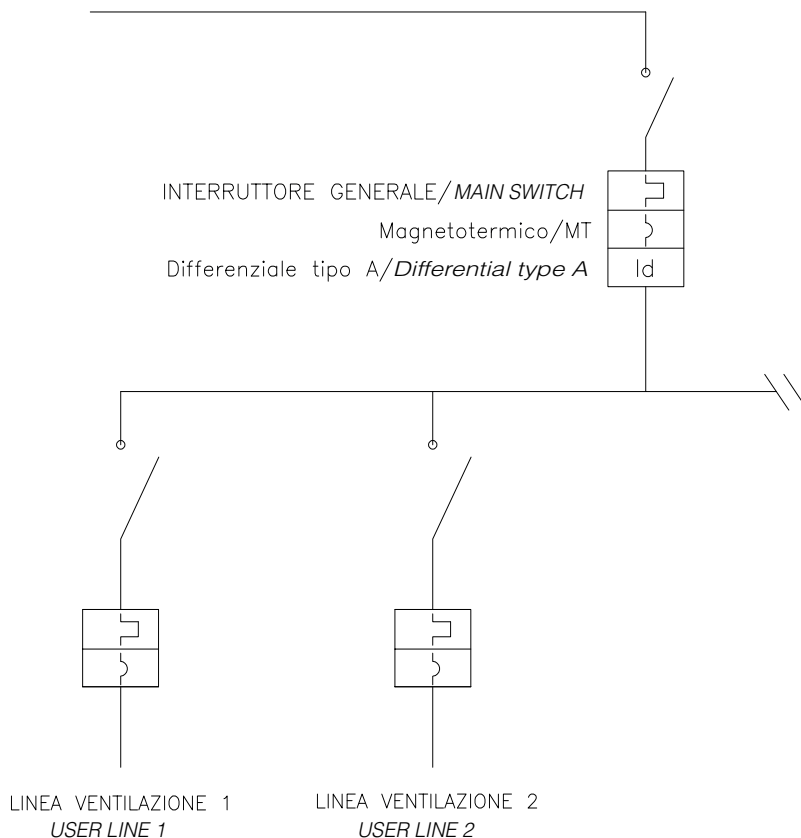 INTERRUTTORE GENERALE/MAIN SWITCH
Magnetotermico/MT
Differenziale tipo A/Differential type A
Id
LINEA VENTILAZIONE 1
USER LINE 1
LINEA VENTILAZIONE 2
USER LINE 2